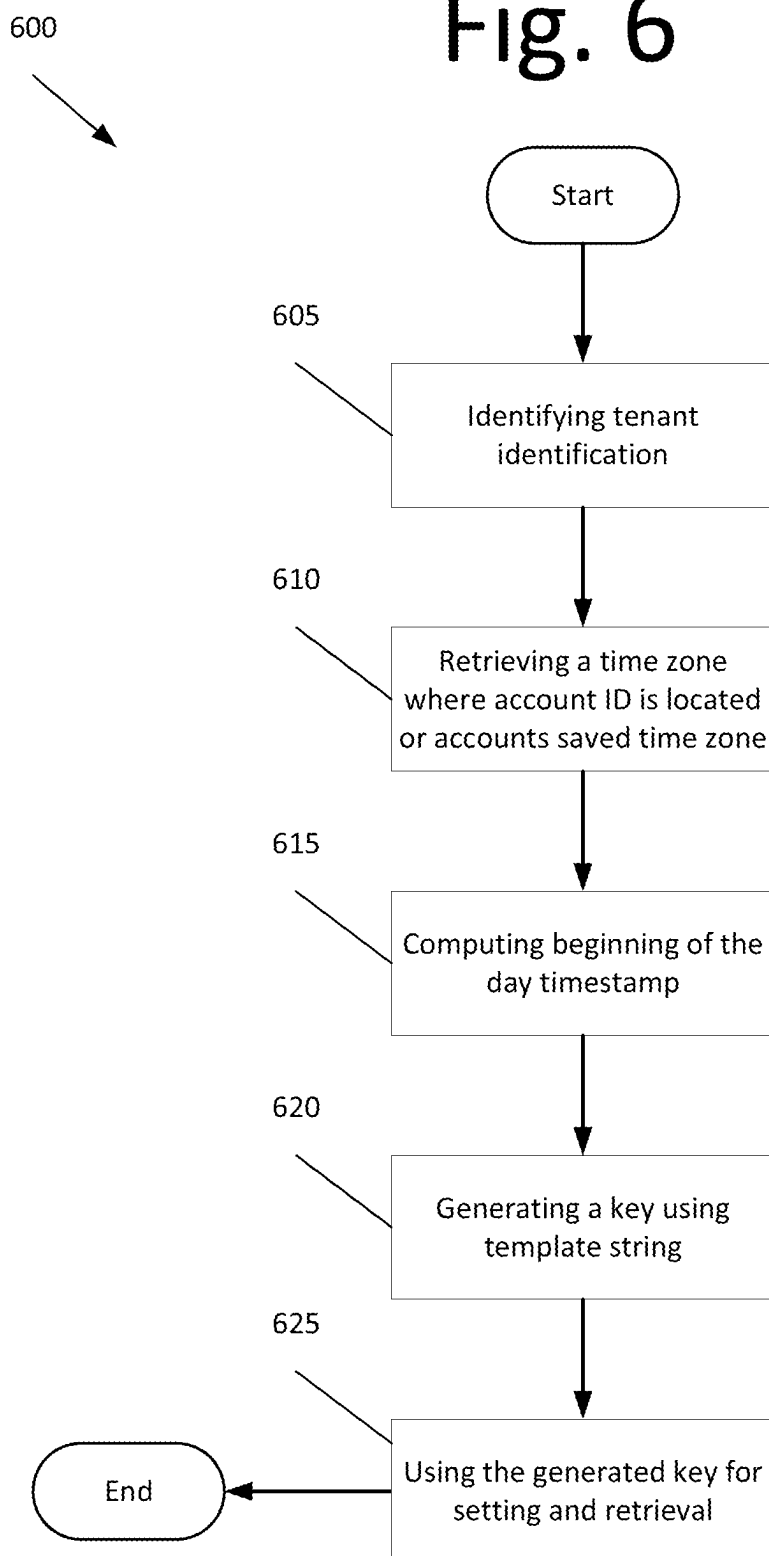 Fig. 6
600
Start
605
Identifying tenant
identification
610
Retrieving a time zone
where account ID is located
or accounts saved time zone
615
Computing beginning of the
day timestamp
620
Generating a key using
template string
625
Using the generated key for
setting and retrieval
End